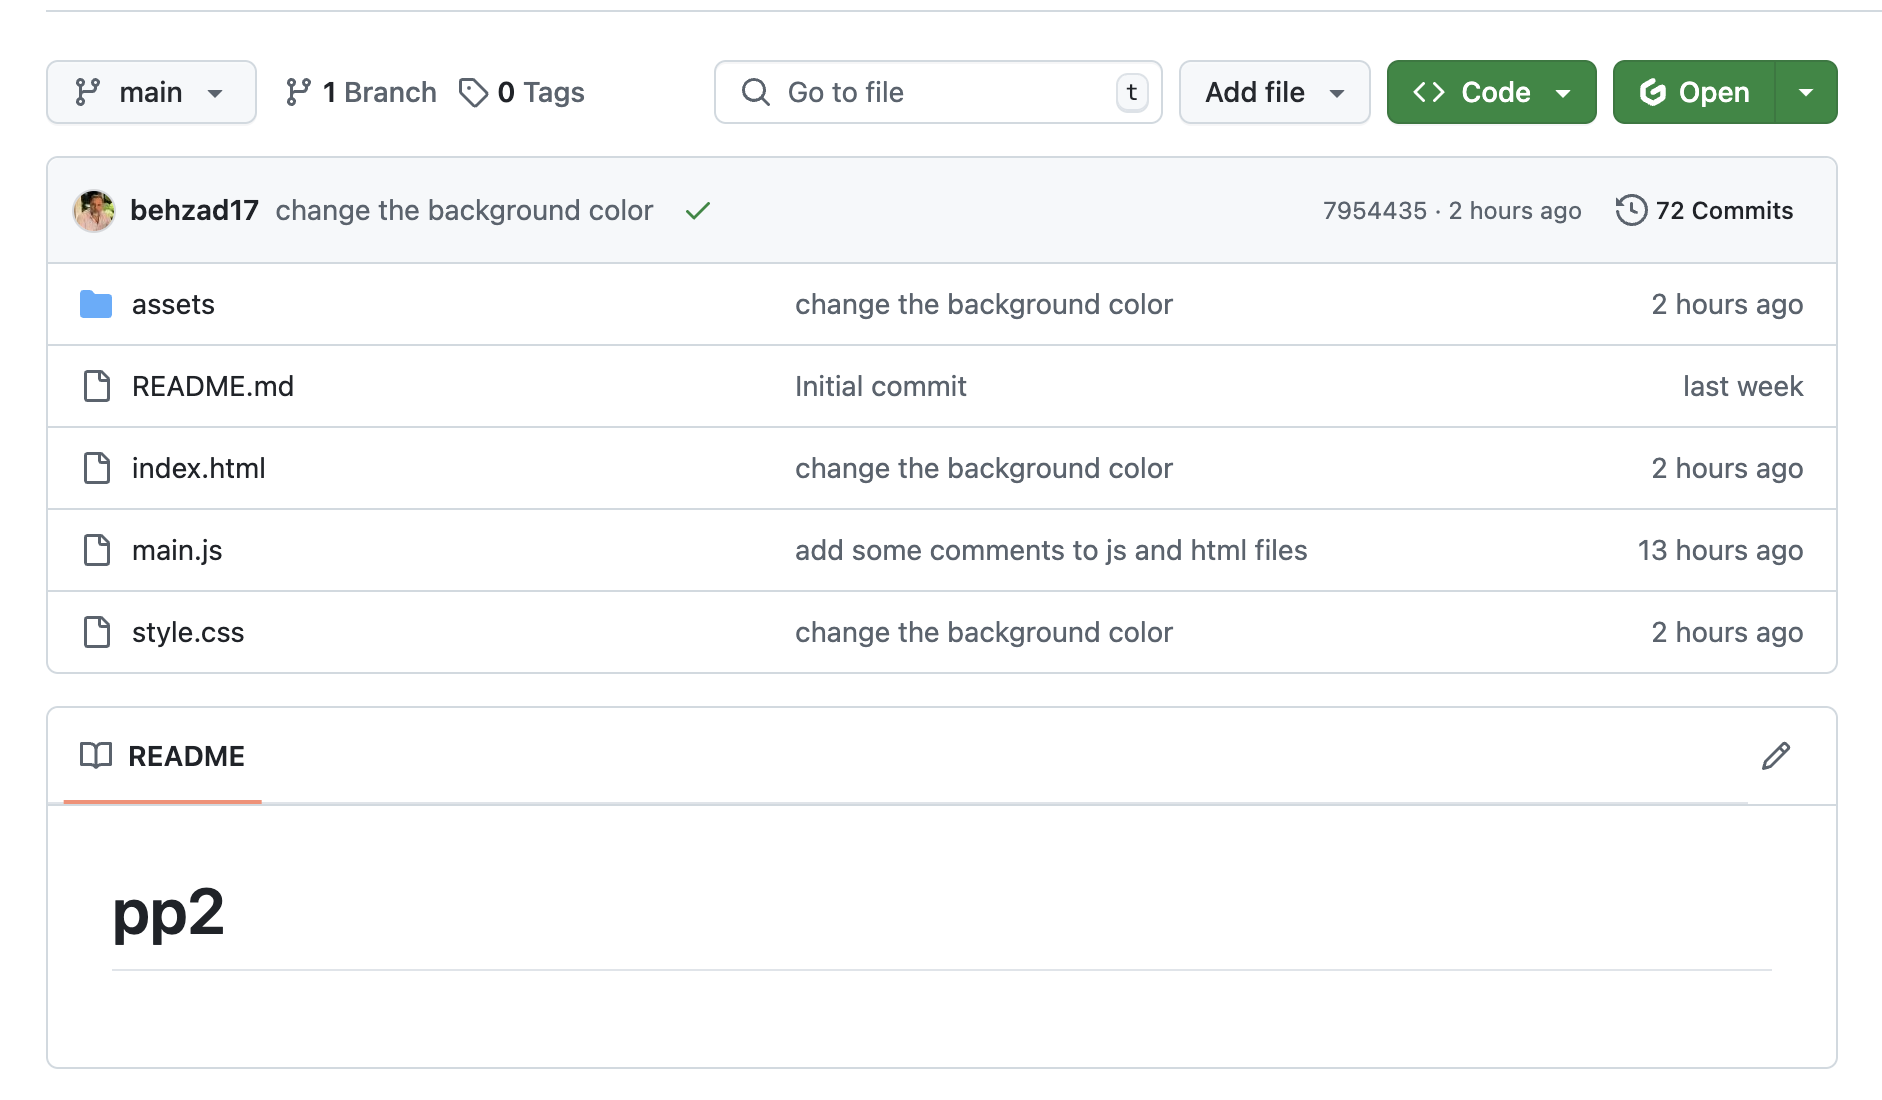 main 1 Branch 0 Tags Go to file t Add file Code Open
behzad17 change the background color 7954435 · 2 hours ago 72 Commits
assets change the background color 2 hours ago
README.md Initial commit last week
index.html change the background color 2 hours ago
main.js add some comments to js and html files 13 hours ago
style.css change the background color 2 hours ago
README
pp2